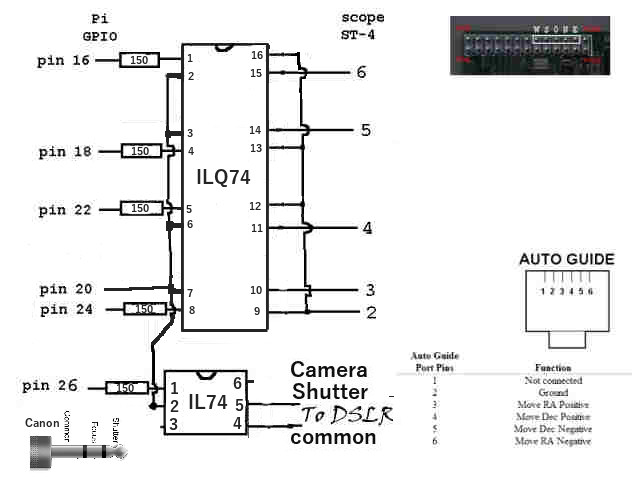 Pi
GPIO
scope
ST-4
pin 16
150
1
16
2
15
6
3
14
5
pin 18
150
4
13
ILQ74
pin 22
150
5
12
6
11
4
pin 20
7
10
3
pin 24
150
8
9
2
AUTO GUIDE
1 2 3 4 5 6
Auto Guide
Port Pins
Function
1 Not connected
2 Ground
3 Move RA Positive
4 Move Dec Positive
5 Move Dec Negative
6 Move RA Negative
pin 26
150
1
6
2
5
3
4
IL74
Camera
Shutter
To DSLR
common
Canon
Common
Focus
Shutter